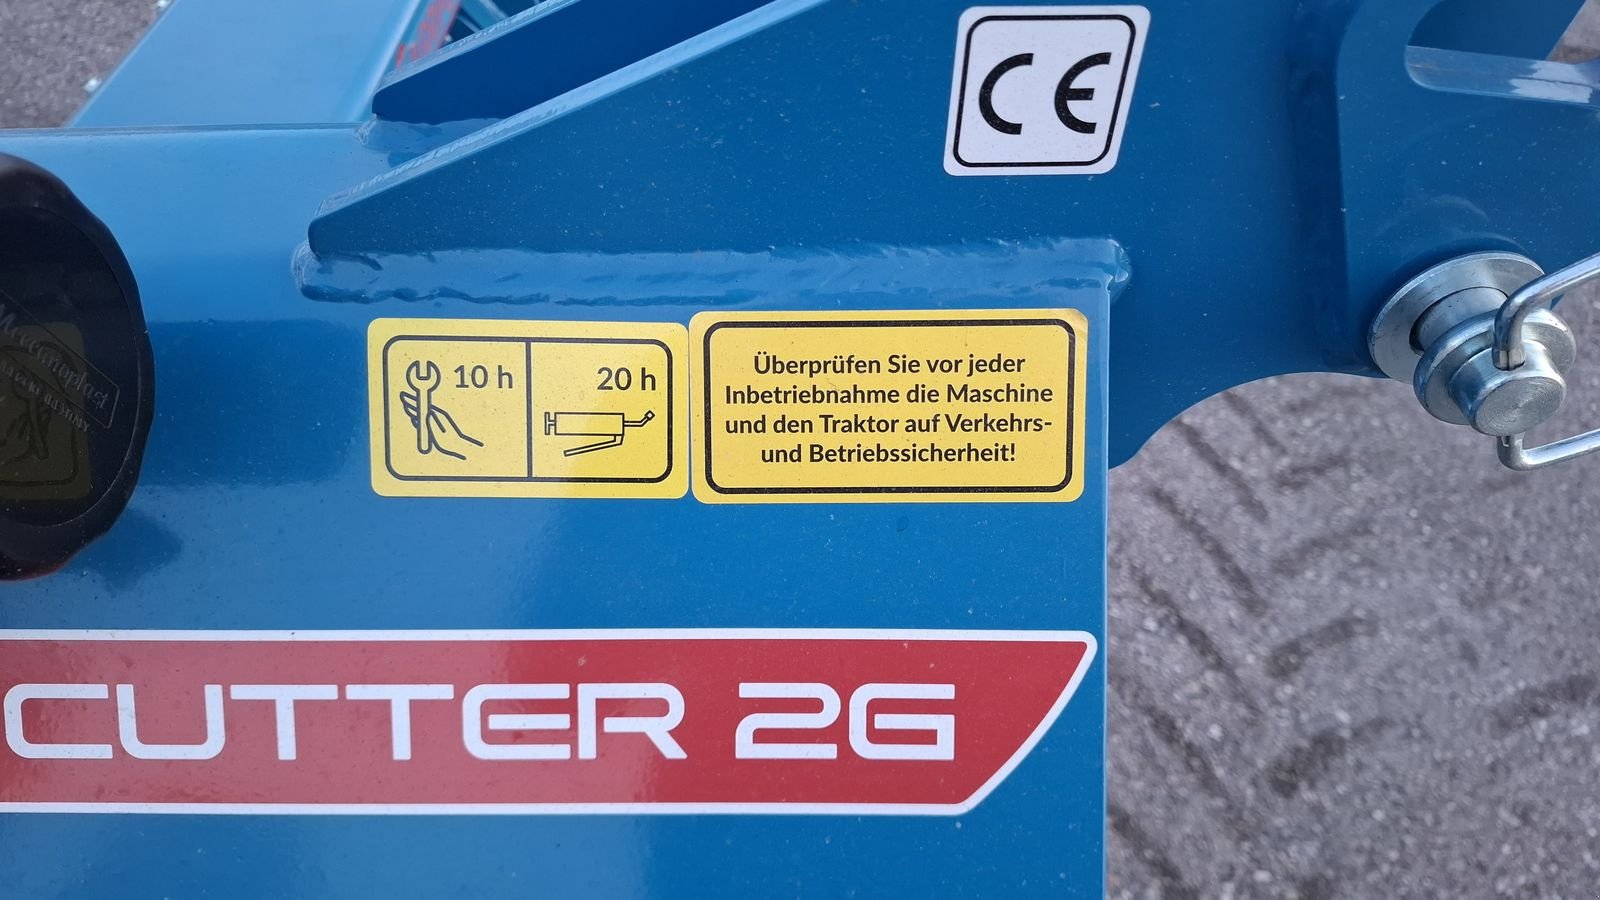 CE
10 h
20 h
Überprüfen Sie vor jeder
Inbetriebnahme die Maschine
und den Traktor auf Verkehrs-
und Betriebssicherheit!
CUTTER 2G